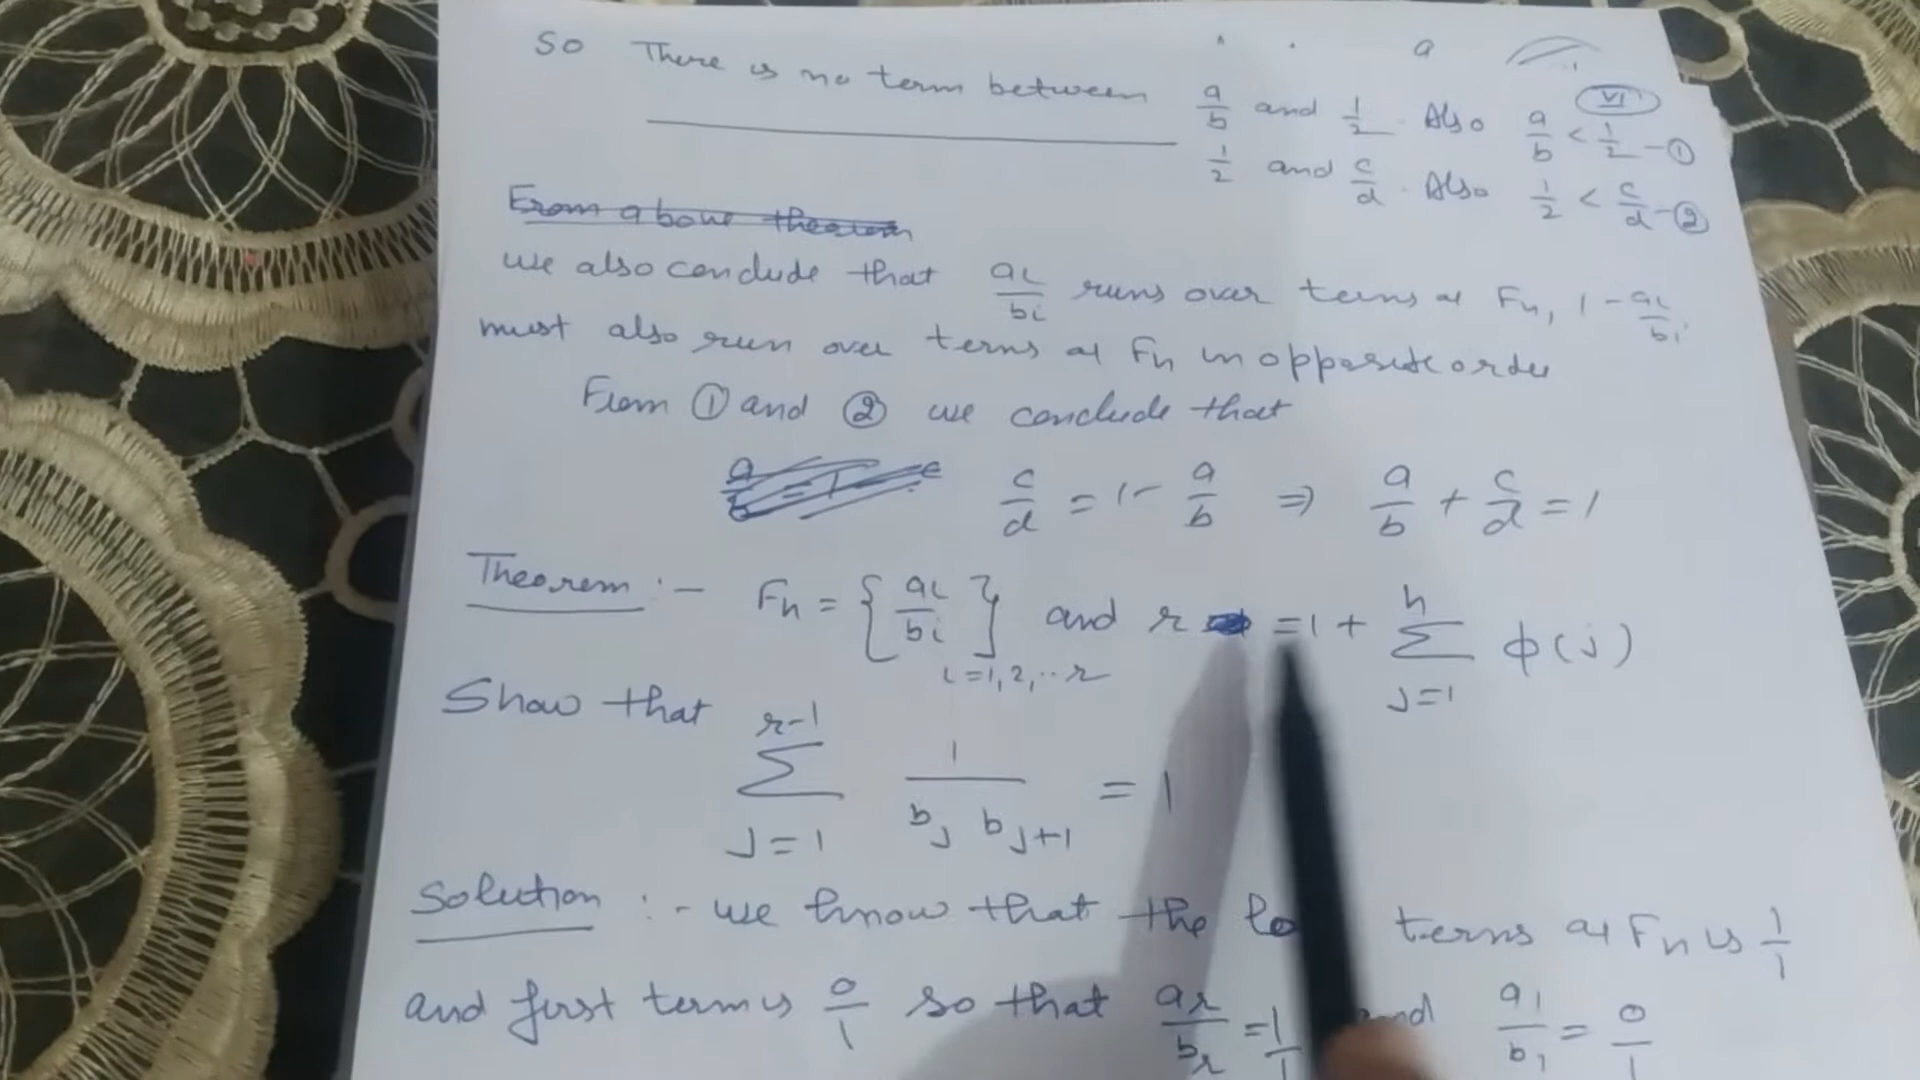 So There is no term between a/b and 1/2. Also a/b < 1/2 - ①
VI
1/2 and c/d. Also 1/2 < c/d - ②
From above theorem
we also conclude that ai/bi runs over terms of Fn, 1 - ai/bi
must also run over terms of Fn in opposite order
From ① and ② we conclude that
c/d = 1 - a/b ⇒ a/b + c/d = 1
Theorem :- Fn = {ai/bi} i=1,2,..r and r = 1 + n Σ j=1 φ(j)
Show that r-1 Σ j=1 1/(bj bj+1) = 1
Solution :- we know that the terms of Fn is 1/1
and first term is 0/1 so that ar/br = 1/1 and a1/b1 = 0/1